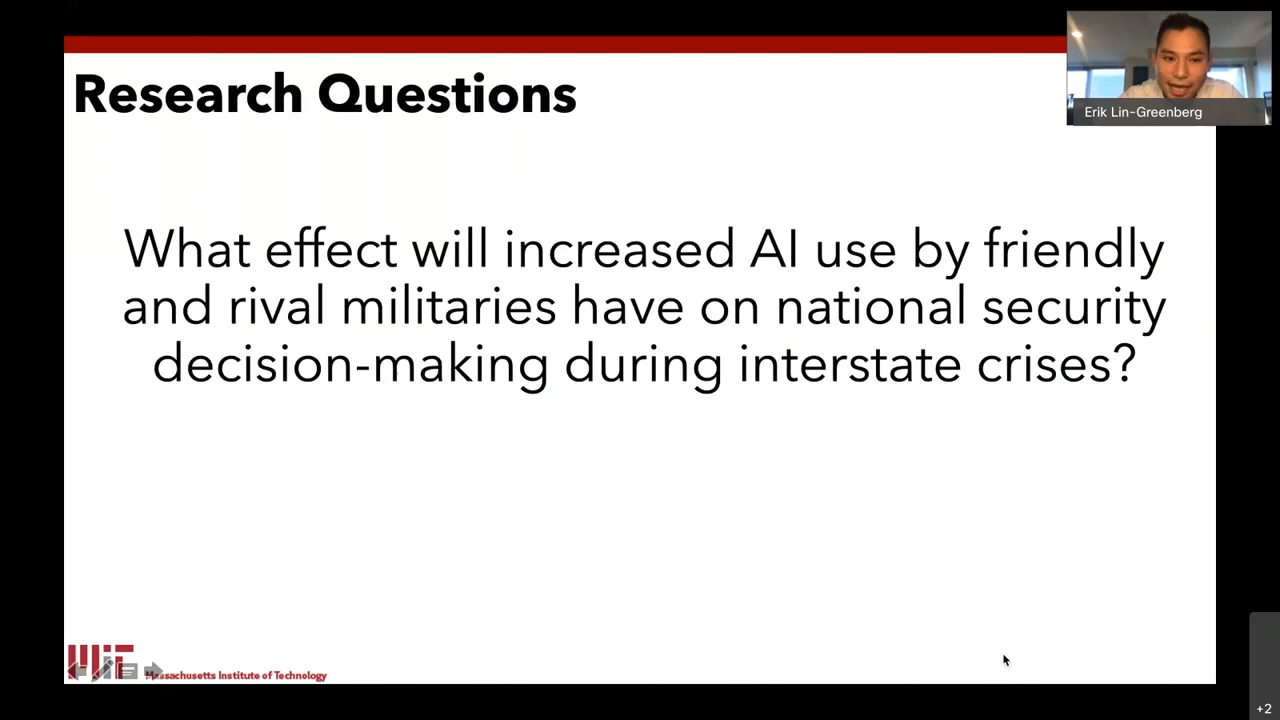 Research Questions
Erik Lin-Greenberg
What effect will increased AI use by friendly
and rival militaries have on national security
decision-making during interstate crises?
MIT
Massachusetts Institute of Technology
+2